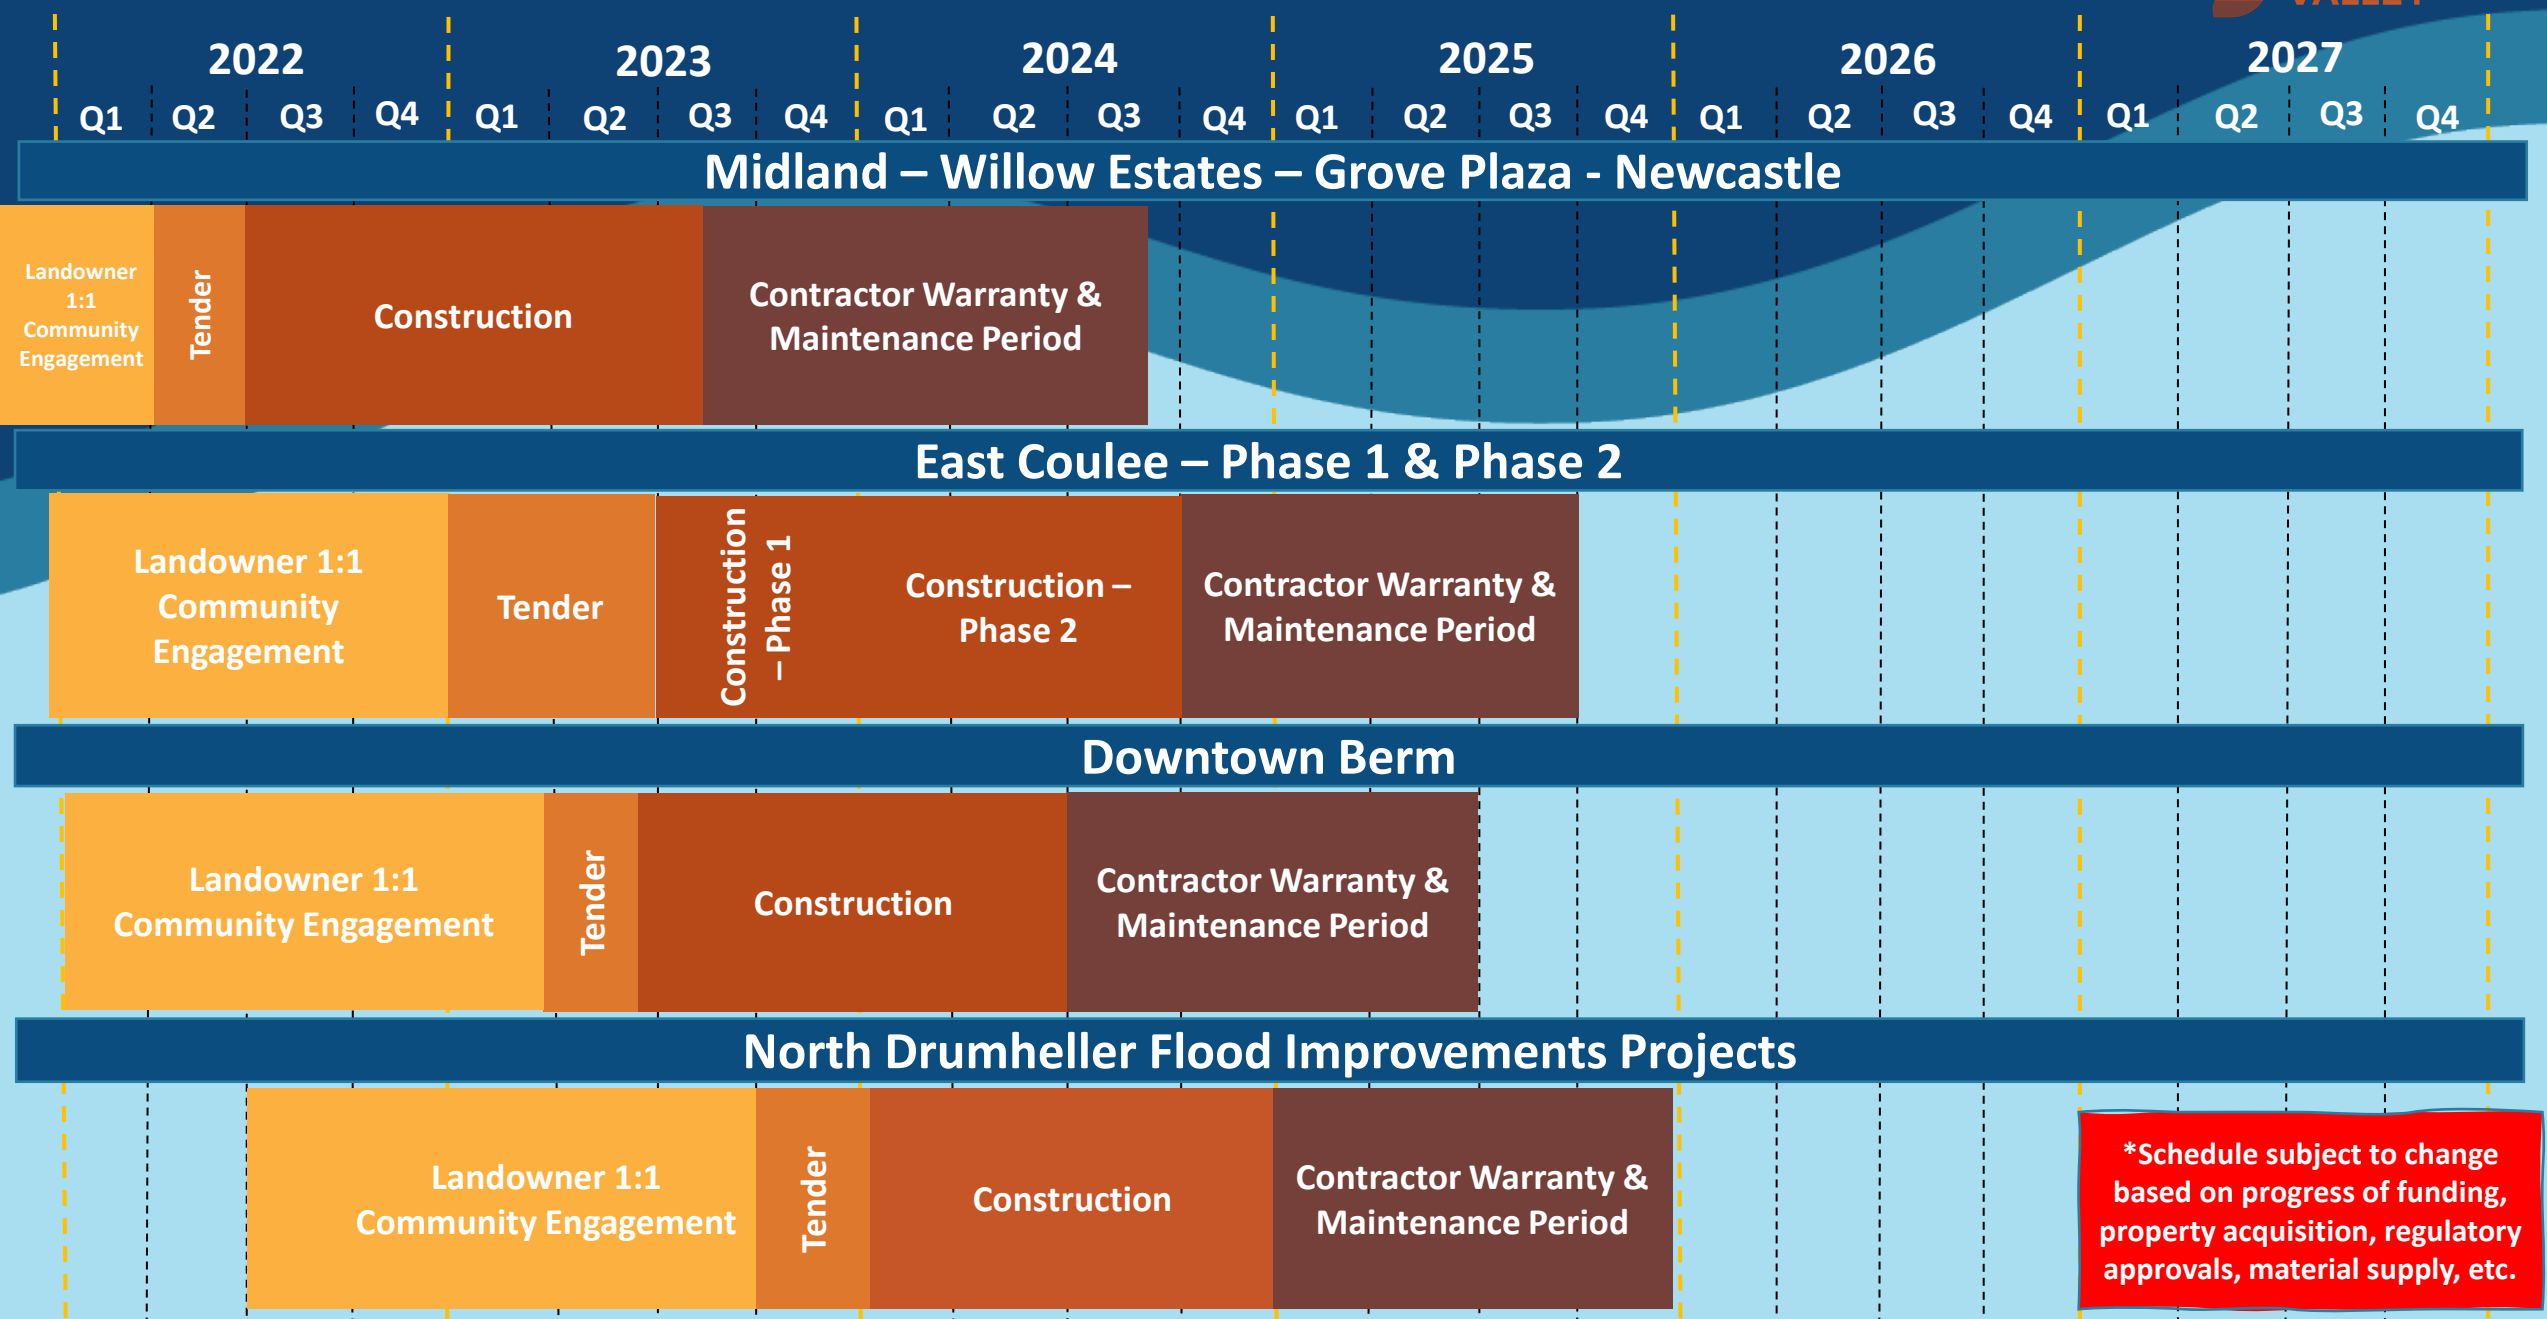 VALLEY
2022 2023 2024 2025 2026 2027
Q1 Q2 Q3 Q4 Q1 Q2 Q3 Q4 Q1 Q2 Q3 Q4 Q1 Q2 Q3 Q4 Q1 Q2 Q3 Q4 Q1 Q2 Q3 Q4
Midland – Willow Estates – Grove Plaza - Newcastle
Landowner
1:1
Community
Engagement
Tender
Construction
Contractor Warranty &
Maintenance Period
East Coulee – Phase 1 & Phase 2
Landowner 1:1
Community
Engagement
Tender
Construction
– Phase 1
Construction –
Phase 2
Contractor Warranty &
Maintenance Period
Downtown Berm
Landowner 1:1
Community Engagement
Tender
Construction
Contractor Warranty &
Maintenance Period
North Drumheller Flood Improvements Projects
Landowner 1:1
Community Engagement
Tender
Construction
Contractor Warranty &
Maintenance Period
*Schedule subject to change
based on progress of funding,
property acquisition, regulatory
approvals, material supply, etc.